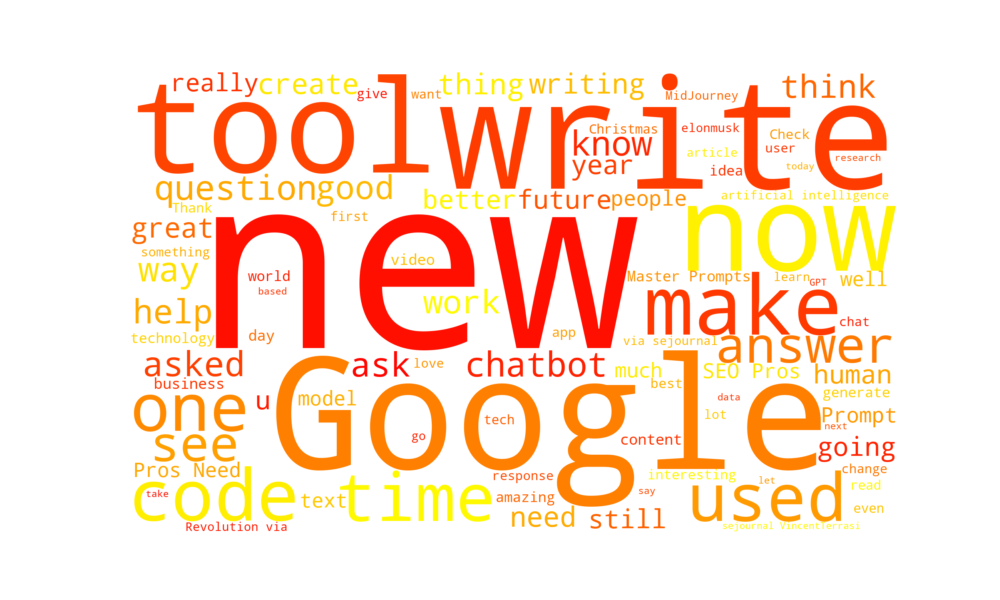 really create give want thing writing MidJourney think
tool write
Christmas elonmusk Check
know article user
year idea today research
question good better future people artificial intelligence
Thank first
great new now
something video
way world Master Prompts learn GPT well
based work make
help day app via sejournal chat
technology answer
asked ask love chatbot much SEO Pros human
business best
one u model Google lot data generate
tech Prompt next
see go content going
Pros Need response interesting change
code text time amazing say let used read
take need still even
Revolution via sejournal VincentTerrasi